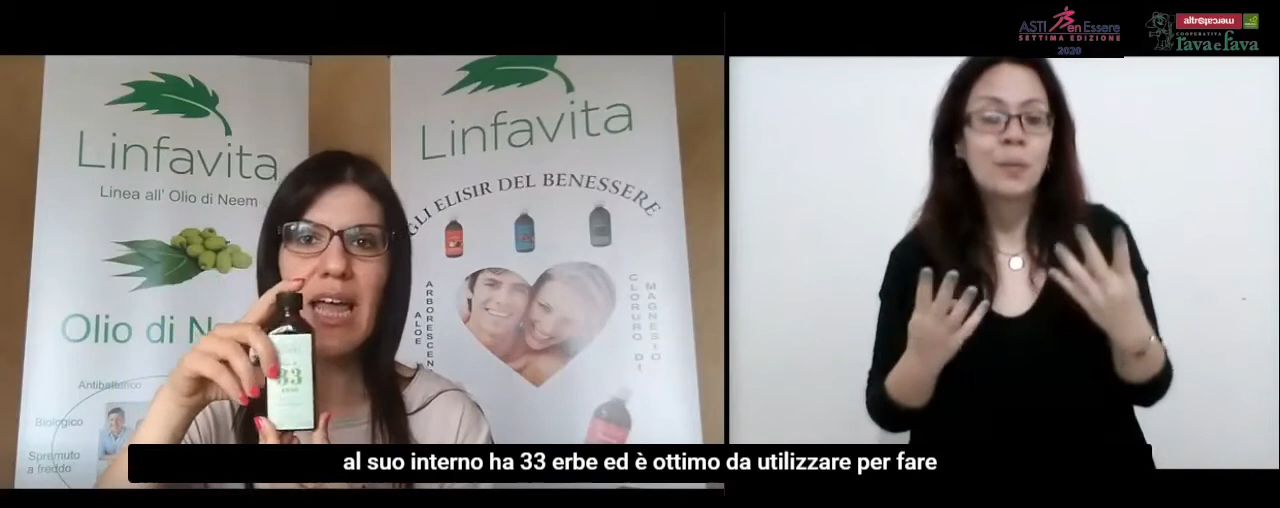 ASTI BenEssere
SETTIMA EDIZIONE
2020
altromercato
COOPERATIVA
rava e fava
Linfavita
Linea all' Olio di Neem
Olio di
Antibatterico
Biologico
Spremuto
a freddo
Linfavita
GLI ELISIR DEL BENESSERE
ALOE
CLORURO DI
MAGNESIO
33
al suo interno ha 33 erbe ed è ottimo da utilizzare per fare